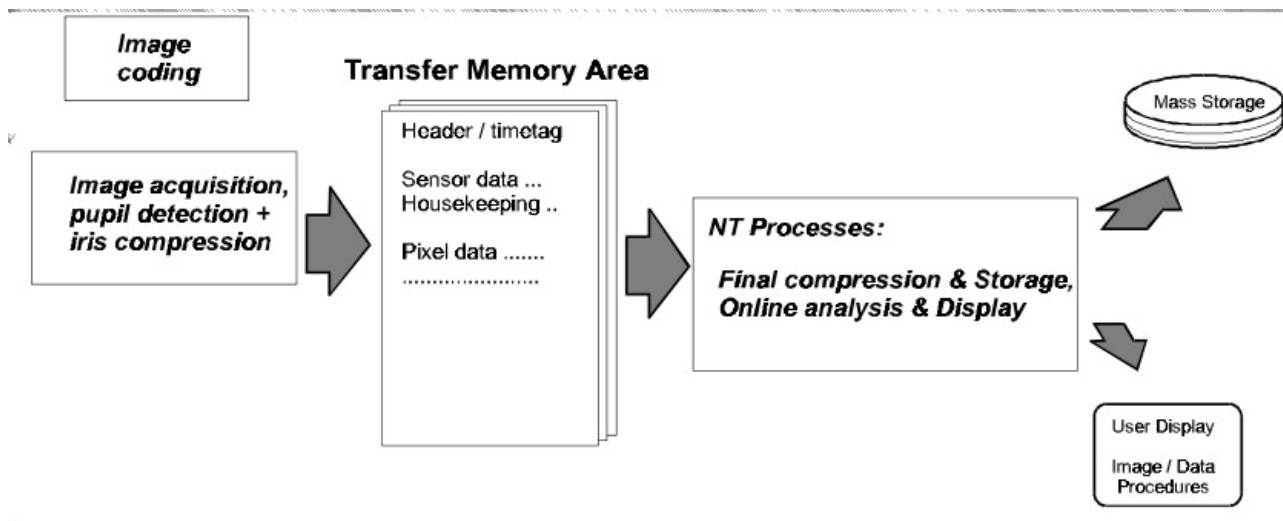 Image
coding
Transfer Memory Area
Header / timetag
Sensor data ...
Housekeeping ..
Pixel data .......
........................
Image acquisition,
pupil detection +
iris compression
NT Processes:
Final compression & Storage,
Online analysis & Display
Mass Storage
User Display
Image / Data
Procedures